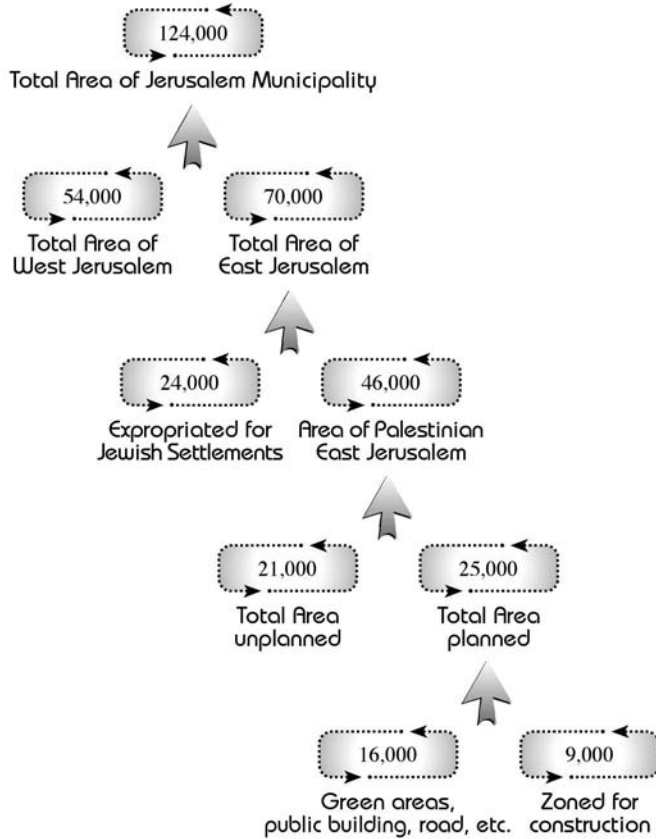 124,000
Total Area of Jerusalem Municipality
54,000
Total Area of
West Jerusalem
70,000
Total Area of
East Jerusalem
24,000
Expropriated for
Jewish Settlements
46,000
Area of Palestinian
East Jerusalem
21,000
Total Area
unplanned
25,000
Total Area
planned
16,000
Green areas,
public building, road, etc.
9,000
Zoned for
construction